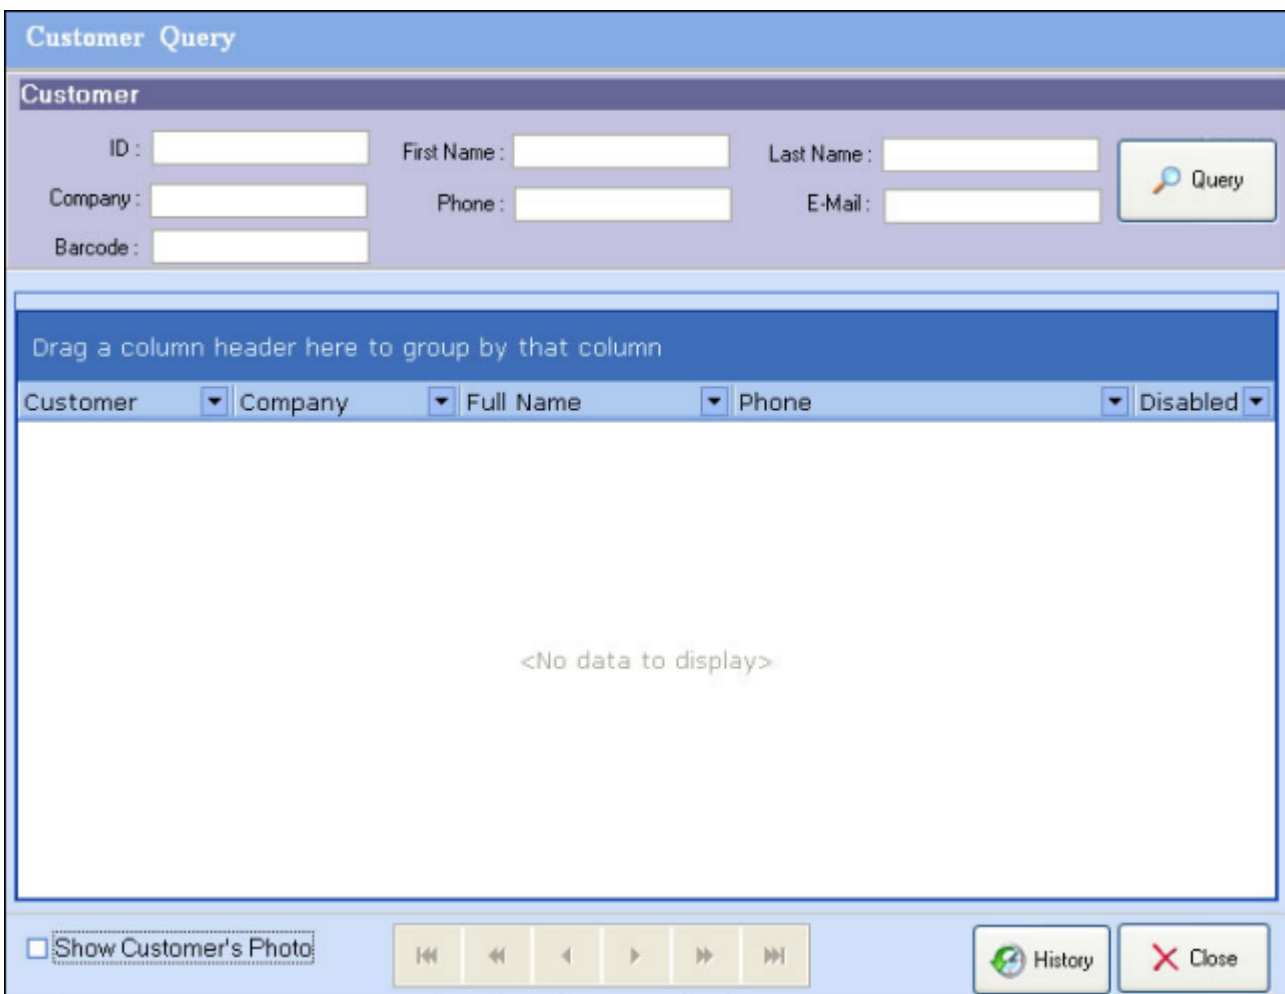 Customer Query
Customer
ID :
First Name :
Last Name :
Query
Company :
Phone :
E-Mail :
Barcode :
Drag a column header here to group by that column
Customer Company Full Name Phone Disabled
<No data to display>
Show Customer's Photo
History
Close